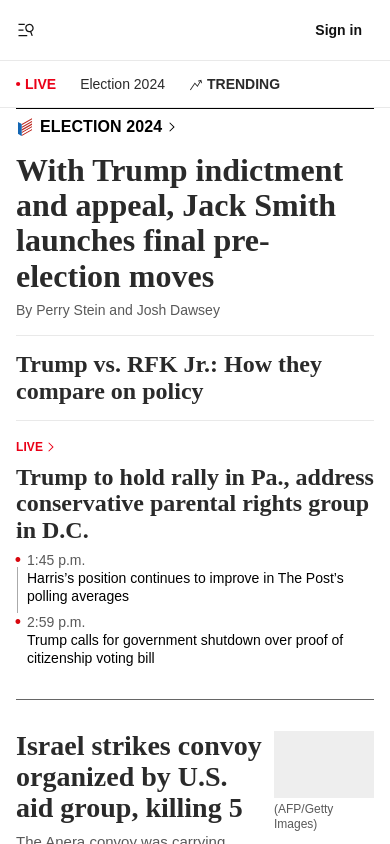 Sign in
LIVE
Election 2024
TRENDING
ELECTION 2024
With Trump indictment
and appeal, Jack Smith
launches final pre-
election moves
By Perry Stein and Josh Dawsey
Trump vs. RFK Jr.: How they
compare on policy
LIVE
Trump to hold rally in Pa., address
conservative parental rights group
in D.C.
1:45 p.m.
Harris’s position continues to improve in The Post’s
polling averages
2:59 p.m.
Trump calls for government shutdown over proof of
citizenship voting bill
Israel strikes convoy
organized by U.S.
aid group, killing 5
(AFP/Getty
Images)
The Anera convoy was carrying